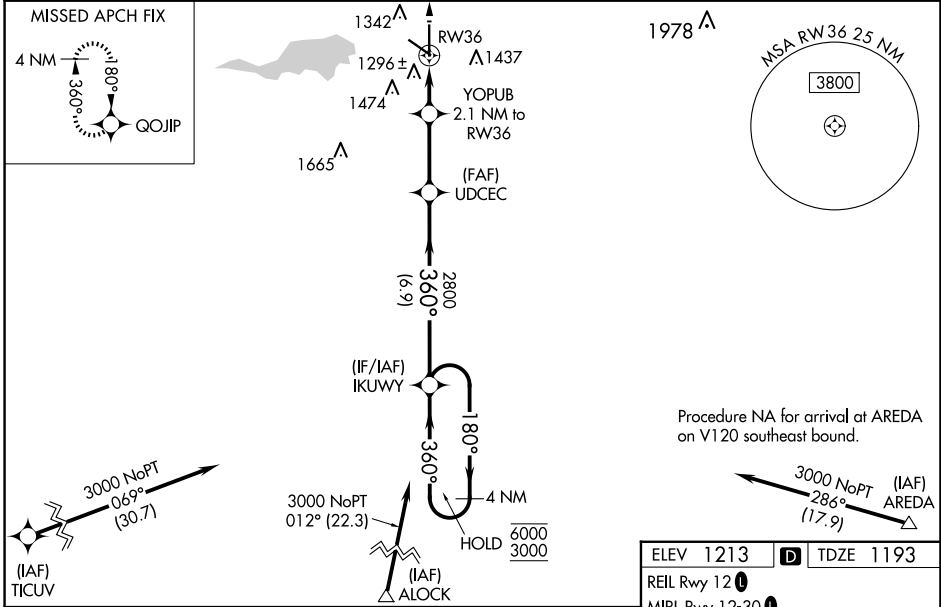 MISSED APCH FIX
4 NM
180°
360°
QOJIP
1342
RW36
1296 ±
1437
1474
YOPUB
2.1 NM to
RW36
1665
1978
MSA RW36 25 NM
3800
(FAF)
UDCEC
2800
360°
(6.9)
(IF/IAF)
IKUWY
180°
360°
4 NM
HOLD
6000
3000
3000 NoPT
069°
(30.7)
(IAF)
TICUV
3000 NoPT
012° (22.3)
(IAF)
ALOCK
Procedure NA for arrival at AREDA
on V120 southeast bound.
3000 NoPT
286°
(17.9)
(IAF)
AREDA
ELEV 1213 D TDZE 1193
REIL Rwy 12 L
MIRL Rwy 12-30 L